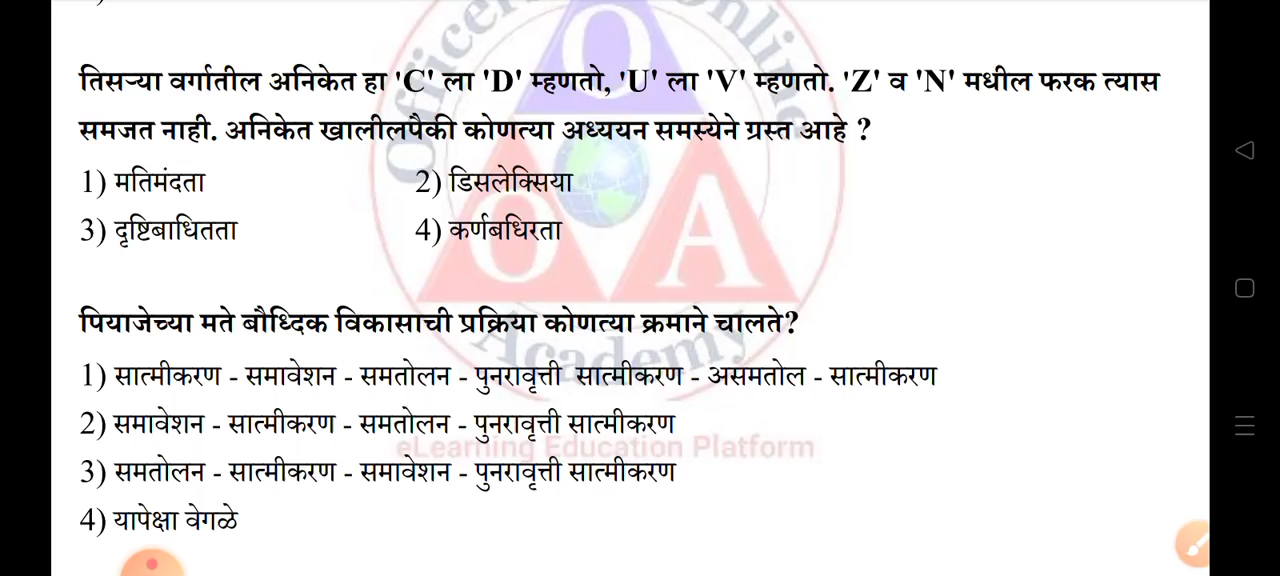 तिसऱ्या वर्गातील अनिकेत हा 'C' ला 'D' म्हणतो, 'U' ला 'V' म्हणतो. 'Z' व 'N' मधील फरक त्यास
समजत नाही. अनिकेत खालीलपैकी कोणत्या अध्ययन समस्येने ग्रस्त आहे ?
1) मतिमंदता 2) डिसलेक्सिया
3) दृष्टिबाधितता 4) कर्णबधिरता
पियाजेच्या मते बौध्दिक विकासाची प्रक्रिया कोणत्या क्रमाने चालते?
1) सात्मीकरण - समावेशन - समतोलन - पुनरावृत्ती सात्मीकरण - असमतोल - सात्मीकरण
2) समावेशन - सात्मीकरण - समतोलन - पुनरावृत्ती सात्मीकरण
3) समतोलन - सात्मीकरण - समावेशन - पुनरावृत्ती सात्मीकरण
4) यापेक्षा वेगळे
O
O A
Academy
eLearning Education Platform